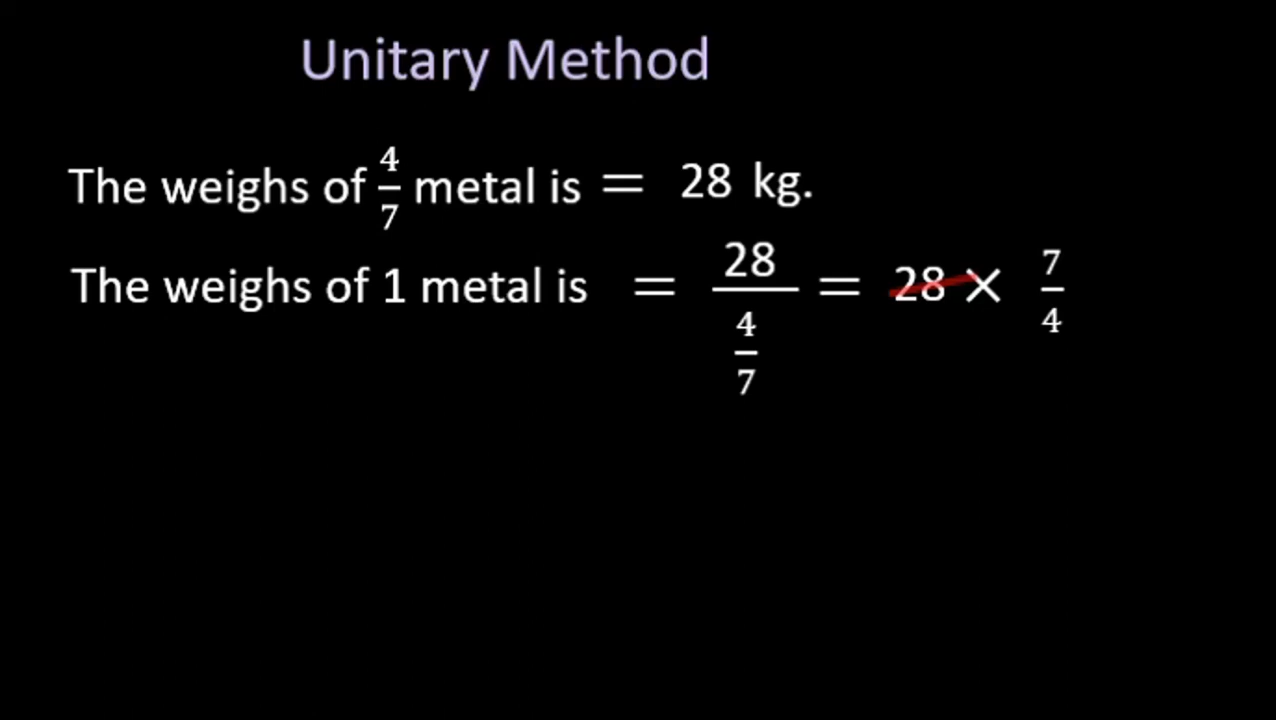 Unitary Method
The weighs of 4/7 metal is = 28 kg.
The weighs of 1 metal is = 28/(4/7) = 28 × 7/4